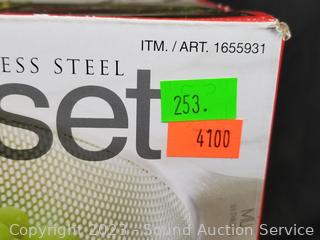 ITM. / ART. 1655931
ESS STEEL
set
253.
4100
Copyright 2023 - Sound Auction Service